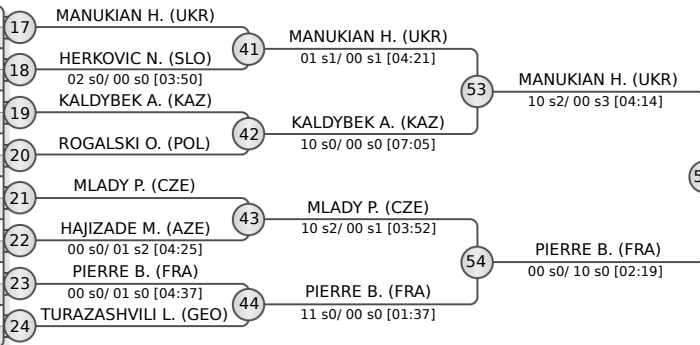 17
MANUKIAN H. (UKR)
18
HERKOVIC N. (SLO)
02 s0/ 00 s0 [03:50]
41
MANUKIAN H. (UKR)
01 s1/ 00 s1 [04:21]
19
KALDYBEK A. (KAZ)
20
ROGALSKI O. (POL)
42
KALDYBEK A. (KAZ)
10 s0/ 00 s0 [07:05]
53
MANUKIAN H. (UKR)
10 s2/ 00 s3 [04:14]
21
MLADY P. (CZE)
22
HAJIZADE M. (AZE)
00 s0/ 01 s2 [04:25]
43
MLADY P. (CZE)
10 s2/ 00 s1 [03:52]
23
PIERRE B. (FRA)
00 s0/ 01 s0 [04:37]
24
TURAZASHVILI L. (GEO)
44
PIERRE B. (FRA)
11 s0/ 00 s0 [01:37]
54
PIERRE B. (FRA)
00 s0/ 10 s0 [02:19]